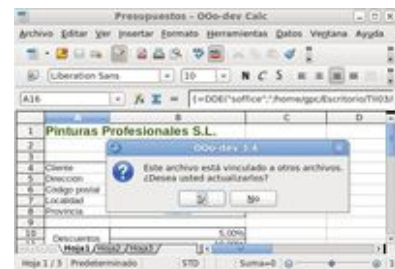 Presupuestos - OOo-dev Calc
Archivo Editar Ver Insertar Formato Herramientas Datos Ventana Ayuda
Liberation Sans 10 N C S
A16 {=DDE("soffice";"/home/gpc/Escritorio/TII03/
A B C D
1 Pinturas Profesionales S.L.
2
3
4 Cliente
5 Dirección
6 Código postal
7 Localidad
8 Provincia
9
10 Descuentos 5,00%
OOo-dev 3.4
Este archivo está vinculado a otros archivos.
¿Desea usted actualizarlos?
Sí No
Hoja1 Hoja2 Hoja3
Hoja 1 / 3 Predeterminado STD Suma=0